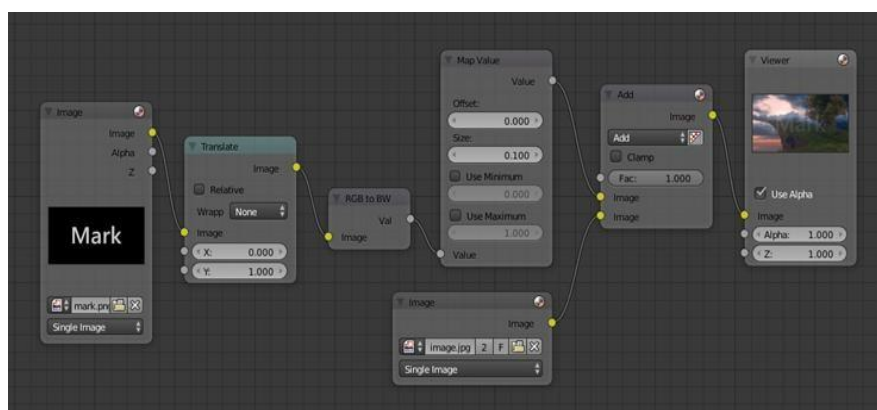 Image
Image
Alpha
Z
Mark
mark.pn
Single Image
Translate
Image
Relative
Wrapp None
Image
X: 0.000
Y: 1.000
RGB to BW
Val
Image
Map Value
Value
Offset:
0.000
Size:
0.100
Use Minimum
0.000
Use Maximum
1.000
Value
Image
Image
image.jpg 2 F
Single Image
Add
Image
Add
Clamp
Fac: 1.000
Image
Image
Viewer
Mark
Use Alpha
Image
Alpha: 1.000
Z: 1.000